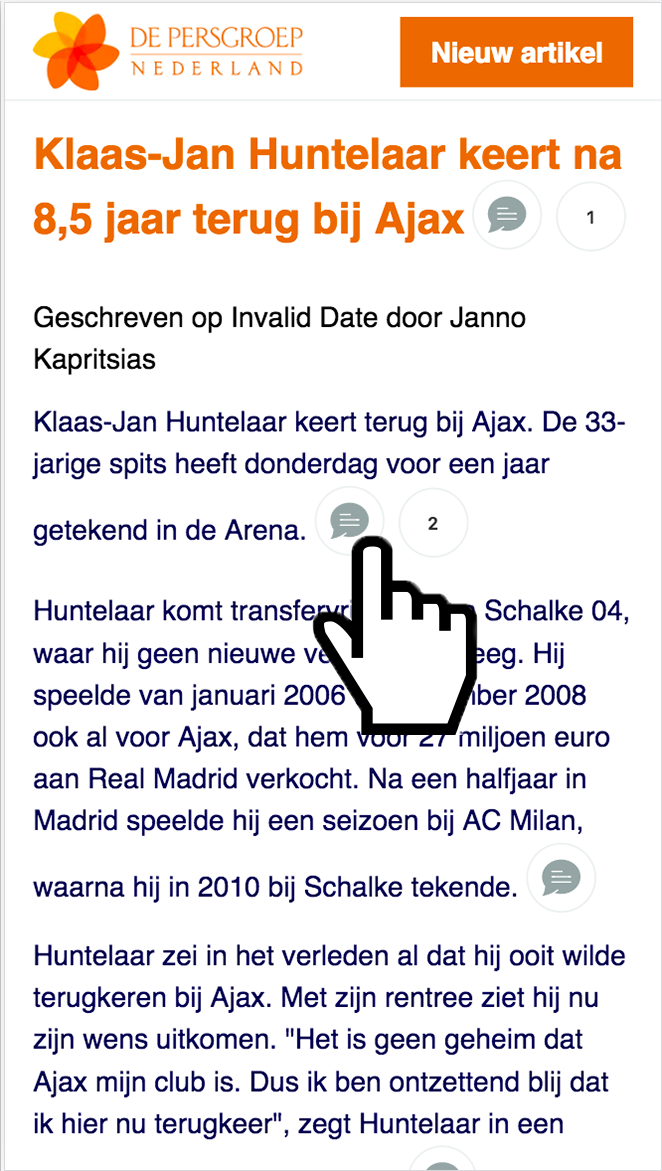 DE PERSGROEP
NEDERLAND
Nieuw artikel
Klaas-Jan Huntelaar keert na
8,5 jaar terug bij Ajax
1
Geschreven op Invalid Date door Janno
Kapritsias
Klaas-Jan Huntelaar keert terug bij Ajax. De 33-
jarige spits heeft donderdag voor een jaar
getekend in de Arena.
2
Huntelaar komt Schalke 04,
waar hij geen nieuwe Hij
speelde van januari 2006 2008
ook al voor Ajax, dat hem voor 27 miljoen euro
aan Real Madrid verkocht. Na een halfjaar in
Madrid speelde hij een seizoen bij AC Milan,
waarna hij in 2010 bij Schalke tekende.
Huntelaar zei in het verleden al dat hij ooit wilde
terugkeren bij Ajax. Met zijn rentree ziet hij nu
zijn wens uitkomen. "Het is geen geheim dat
Ajax mijn club is. Dus ik ben ontzettend blij dat
ik hier nu terugkeer", zegt Huntelaar in een